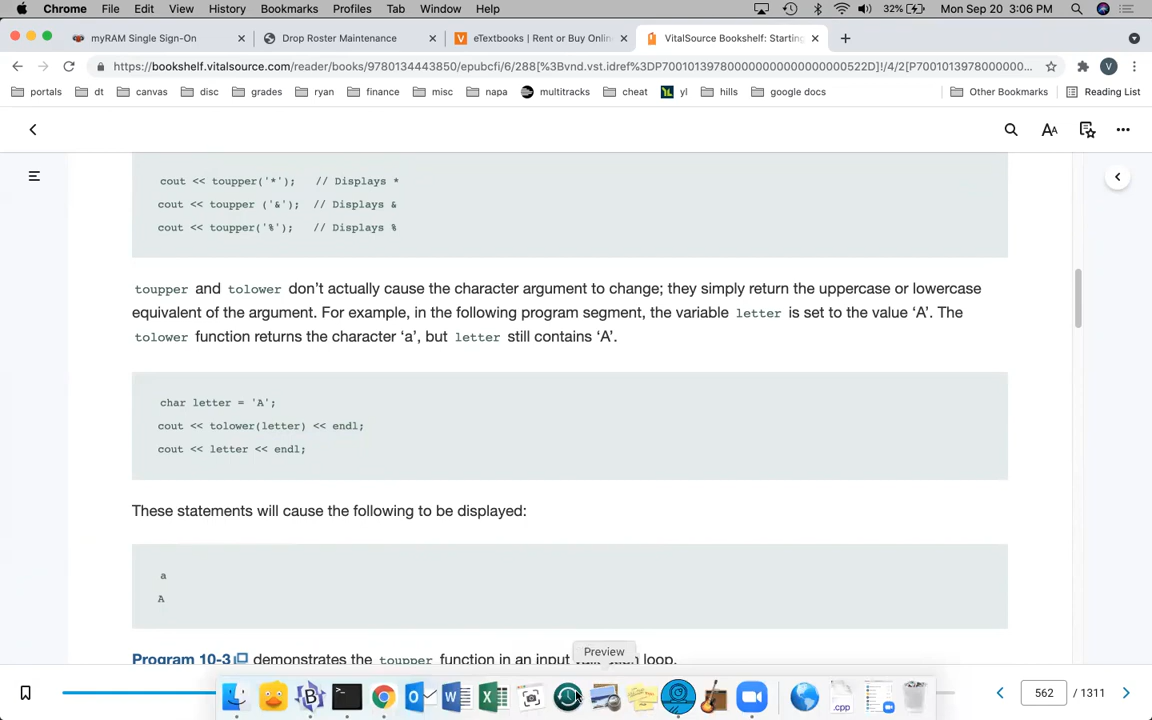 Chrome File Edit View History Bookmarks Profiles Tab Window Help 32% Mon Sep 20 3:06 PM
myRAM Single Sign-On Drop Roster Maintenance eTextbooks | Rent or Buy Onlin VitalSource Bookshelf: Starting
https://bookshelf.vitalsource.com/reader/books/9780134443850/epubcfi/6/288[%3Bvnd.vst.idref%3DP70010139780000000000000000522D]!/4/2[P7001013978000000...
portals dt canvas disc grades ryan finance misc napa multitracks cheat yl hills google docs Other Bookmarks Reading List
AA
cout << toupper('*'); // Displays *
cout << toupper ('&'); // Displays &
cout << toupper('%'); // Displays %
toupper and tolower don't actually cause the character argument to change; they simply return the uppercase or lowercase
equivalent of the argument. For example, in the following program segment, the variable letter is set to the value ‘A’. The
tolower function returns the character ‘a’, but letter still contains ‘A’.
char letter = 'A';
cout << tolower(letter) << endl;
cout << letter << endl;
These statements will cause the following to be displayed:
a
A
Program 10-3 demonstrates the toupper function in an input loop.
Preview
562 / 1311
.cpp